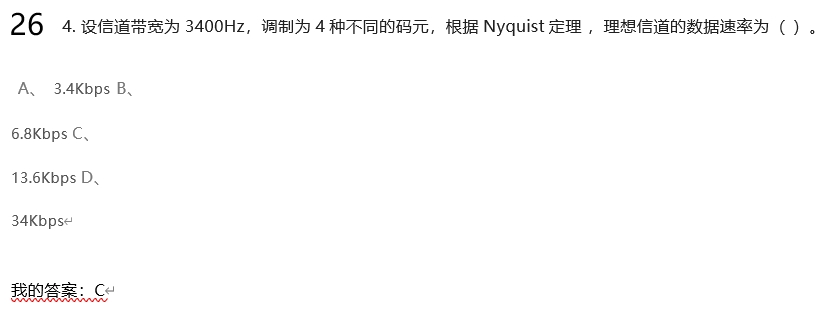 26 4. 设信道带宽为 3400Hz，调制为 4 种不同的码元，根据 Nyquist 定理 ，理想信道的数据速率为（ ）。
A、 3.4Kbps B、
6.8Kbps C、
13.6Kbps D、
34Kbps↵
我的答案：C↵